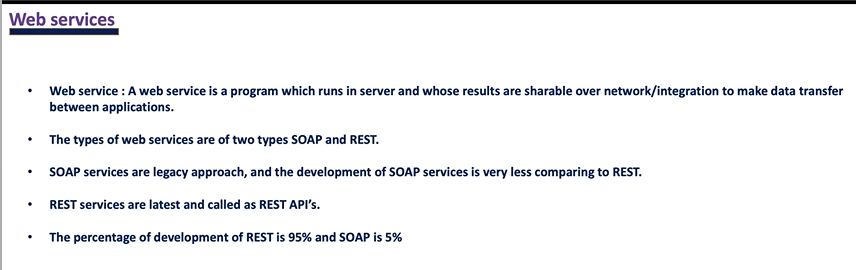 Web services
• Web service : A web service is a program which runs in server and whose results are sharable over network/integration to make data transfer
between applications.
• The types of web services are of two types SOAP and REST.
• SOAP services are legacy approach, and the development of SOAP services is very less comparing to REST.
• REST services are latest and called as REST API's.
• The percentage of development of REST is 95% and SOAP is 5%